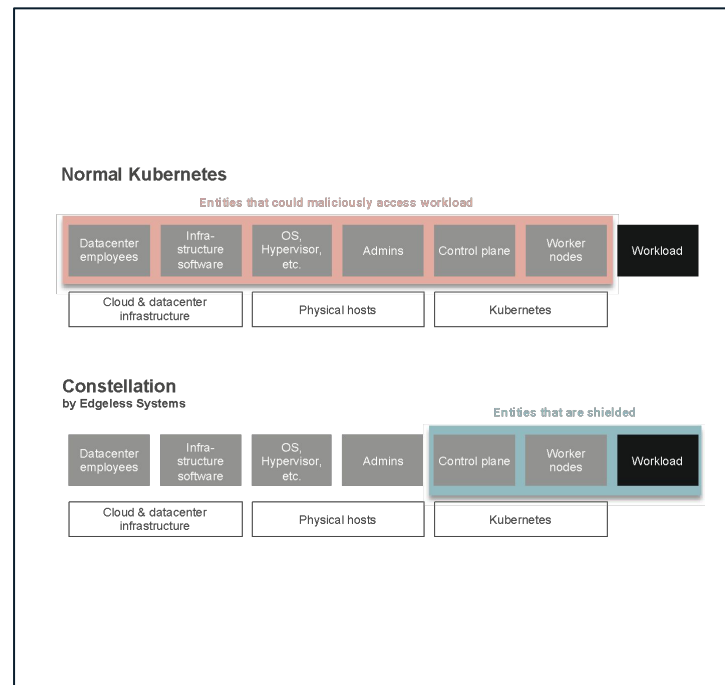 Normal Kubernetes
Entities that could maliciously access workload
Datacenter
employees
Infra-
structure
software
OS,
Hypervisor,
etc.
Admins
Control plane
Worker
nodes
Workload
Cloud & datacenter
infrastructure
Physical hosts
Kubernetes
Constellation
by Edgeless Systems
Entities that are shielded
Datacenter
employees
Infra-
structure
software
OS,
Hypervisor,
etc.
Admins
Control plane
Worker
nodes
Workload
Cloud & datacenter
infrastructure
Physical hosts
Kubernetes